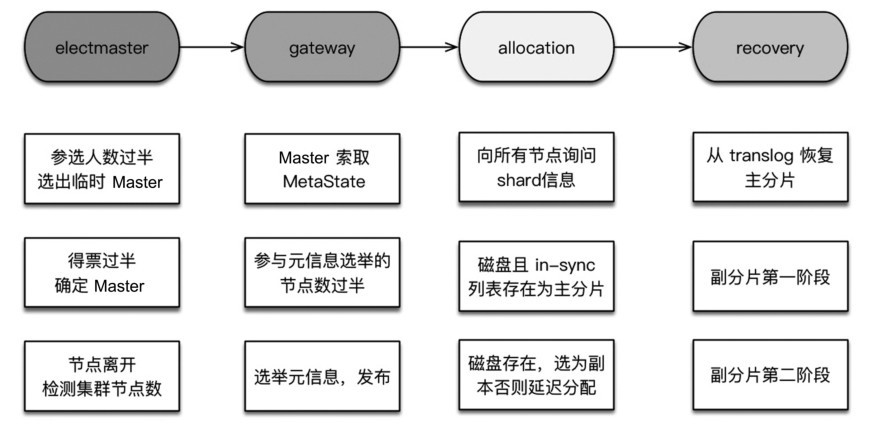 electmaster
gateway
allocation
recovery
参选人数过半
选出临时 Master
Master 索取
MetaState
向所有节点询问
shard信息
从 translog 恢复
主分片
得票过半
确定 Master
参与元信息选举的
节点数过半
磁盘且 in-sync
列表存在为主分片
副分片第一阶段
节点离开
检测集群节点数
选举元信息，发布
磁盘存在，选为副
本否则延迟分配
副分片第二阶段